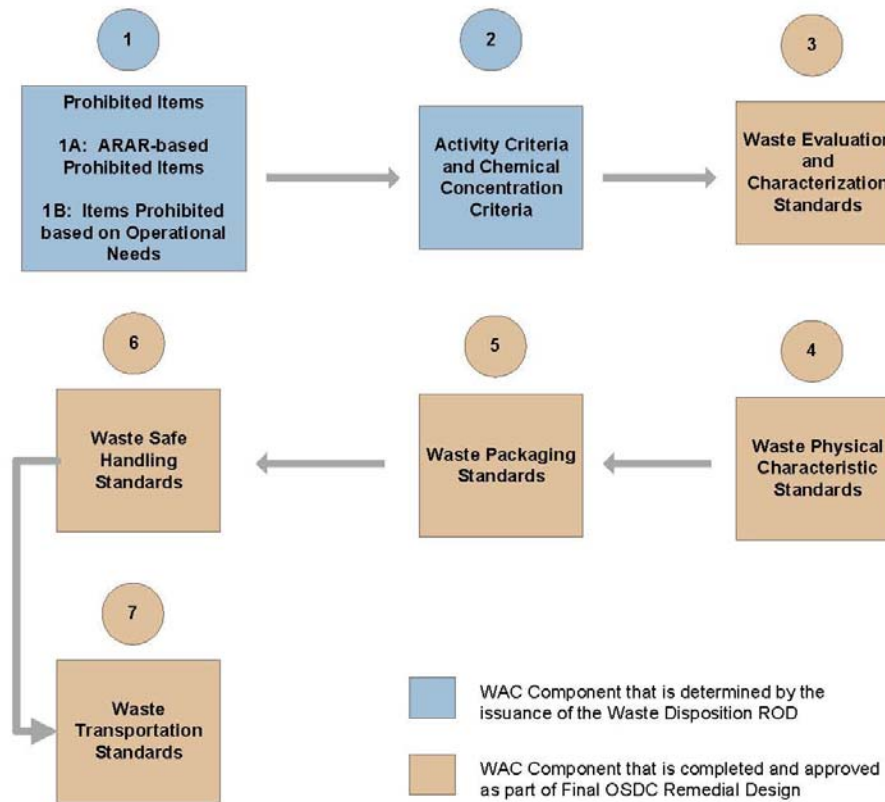 1
2
3
Prohibited Items
1A: ARAR-based
Prohibited Items
1B: Items Prohibited
based on Operational
Needs
Activity Criteria
and Chemical
Concentration
Criteria
Waste Evaluation
and
Characterization
Standards
4
Waste Physical
Characteristic
Standards
5
Waste Packaging
Standards
6
Waste Safe
Handling
Standards
7
Waste
Transportation
Standards
WAC Component that is determined by the
issuance of the Waste Disposition ROD
WAC Component that is completed and approved
as part of Final OSDC Remedial Design